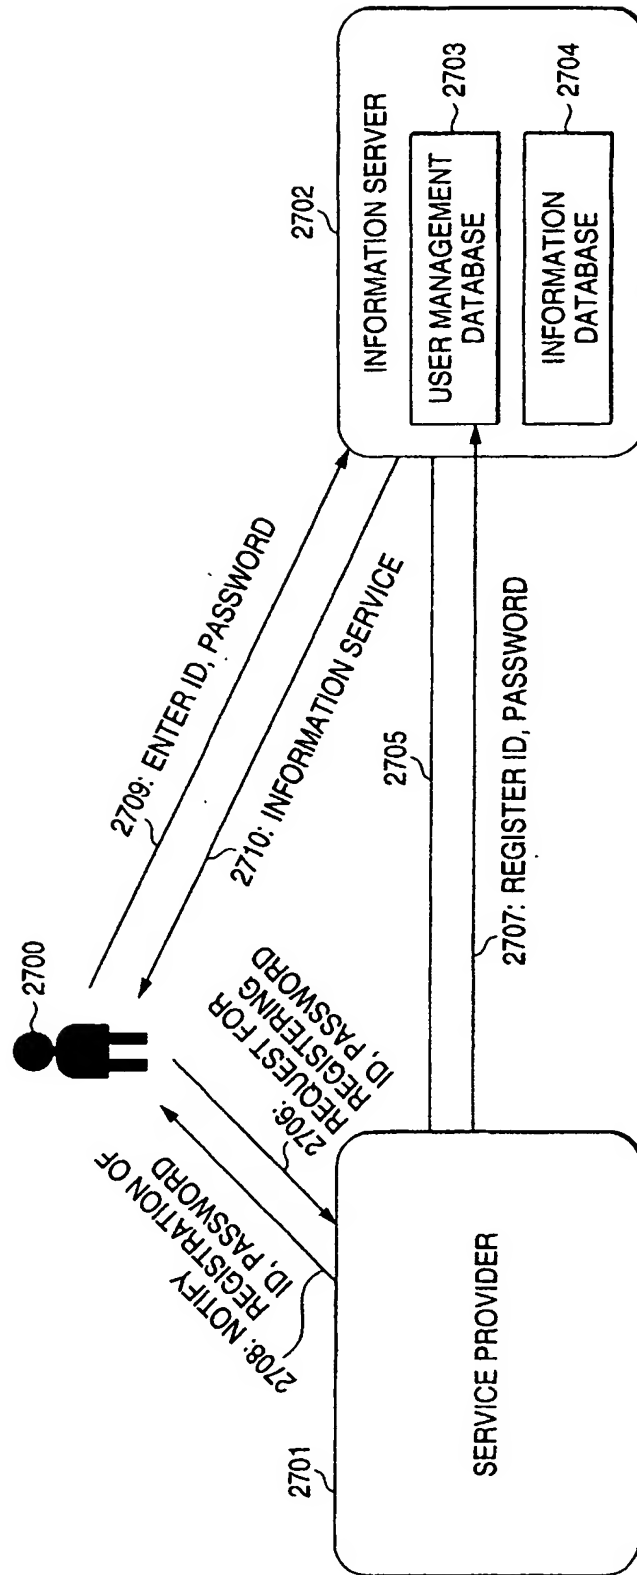 2700
2701
SERVICE PROVIDER
2708: NOTIFY
REGISTRATION OF
ID, PASSWORD
2706:
REQUEST FOR
REGISTERING
ID, PASSWORD
2709: ENTER ID, PASSWORD
2710: INFORMATION SERVICE
2705
2707: REGISTER ID, PASSWORD
2702
INFORMATION SERVER
USER MANAGEMENT
DATABASE
2703
INFORMATION
DATABASE
2704